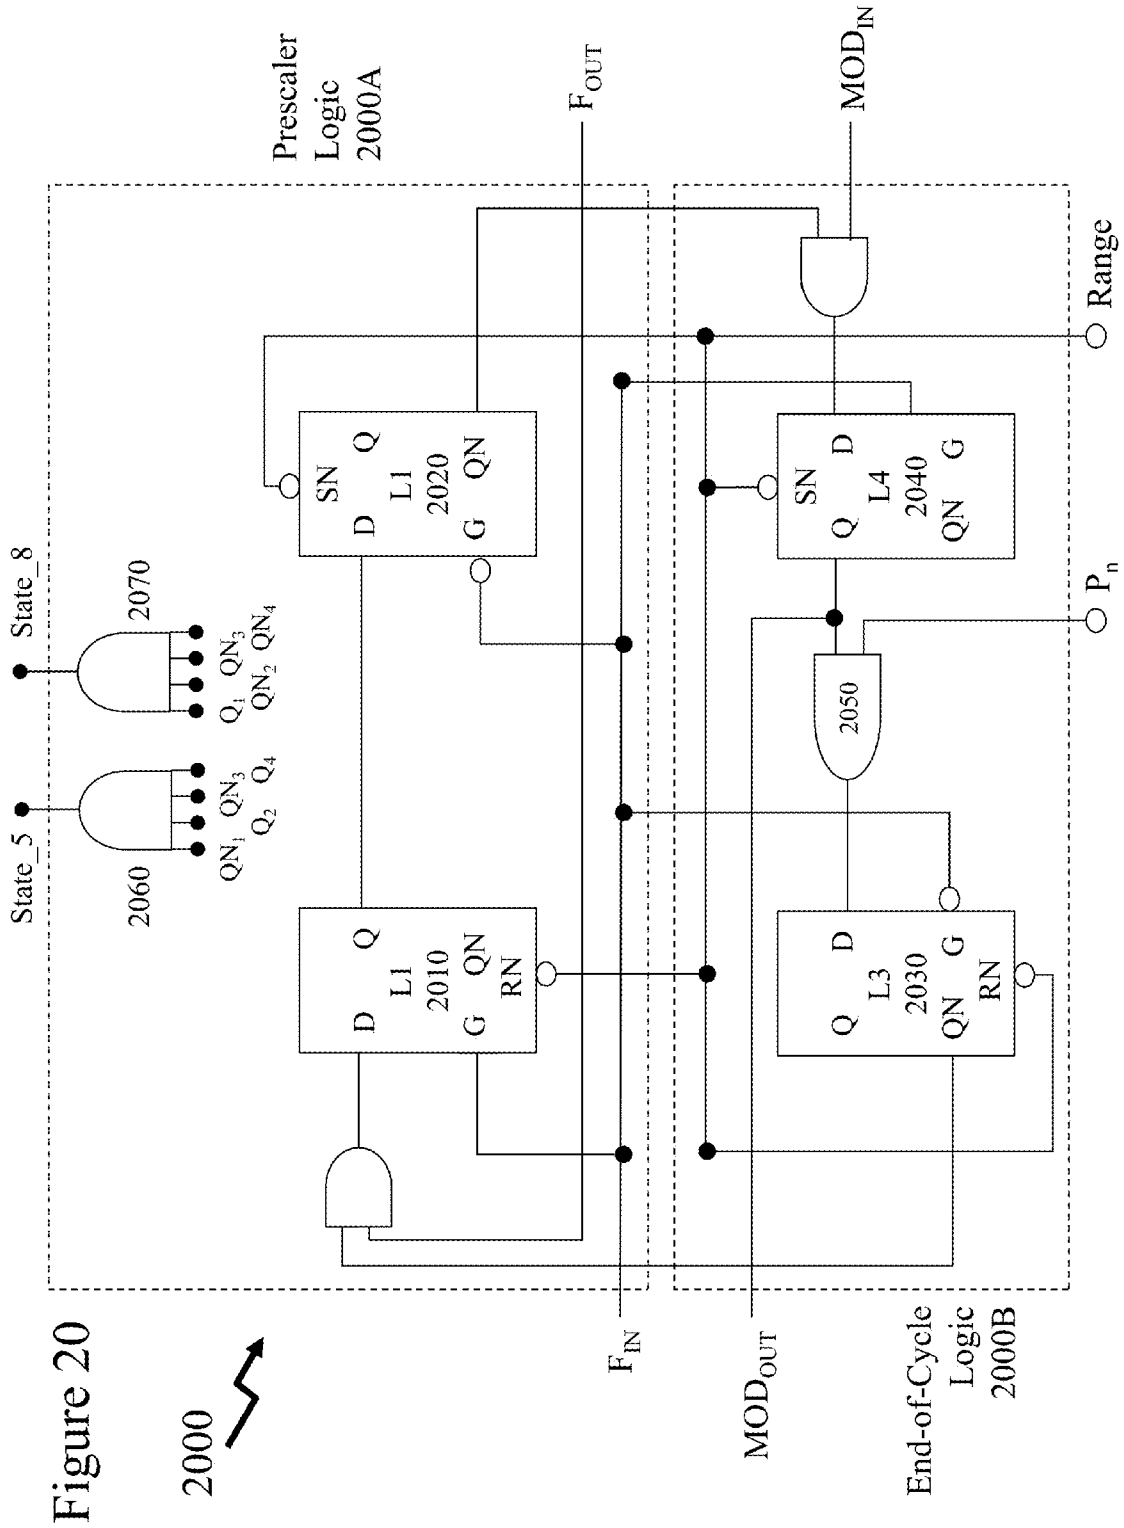 Figure 20
2000
Prescaler
Logic
2000A
State_5
State_8
2060
2070
QN1 QN3
Q2 Q4
Q1 QN3
QN2 QN4
D Q
L1
2010
G QN
RN
SN
D Q
L1
2020
G QN
FOUT
FIN
MODOUT
MODIN
Q D
L3
2030
QN G
RN
2050
SN
Q D
L4
2040
QN G
End-of-Cycle
Logic
2000B
Pn
Range